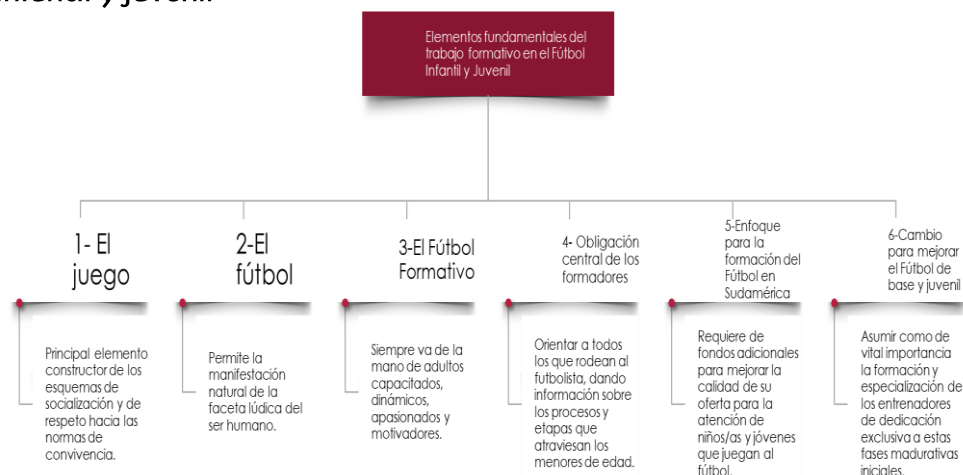 Elementos fundamentales del
trabajo formativo en el Fútbol
Infantil y Juvenil
1- El
juego
Principal elemento
constructor de los
esquemas de
socialización y de
respeto hacia las
normas de
convivencia.
2-El
fútbol
Permite la
manifestación
natural de la
faceta lúdica del
ser humano.
3-El Fútbol
Formativo
Siempre va de la
mano de adultos
capacitados,
dinámicos,
apasionados y
motivadores.
4- Obligación
central de los
formadores
Orientar a todos
los que rodean al
futbolista, dando
información sobre
los procesos y
etapas que
atraviesan los
menores de edad.
5-Enfoque
para la
formación del
Fútbol en
Sudamérica
Requiere de
fondos adicionales
para mejorar la
calidad de su
oferta para la
atención de
niños/as y jóvenes
que juegan al
fútbol.
6-Cambio
para mejorar
el Fútbol de
base y juvenil
Asumir como de
vital importancia
la formación y
especialización de
los entrenadores
de dedicación
exclusiva a estas
fases madurativas
iniciales.